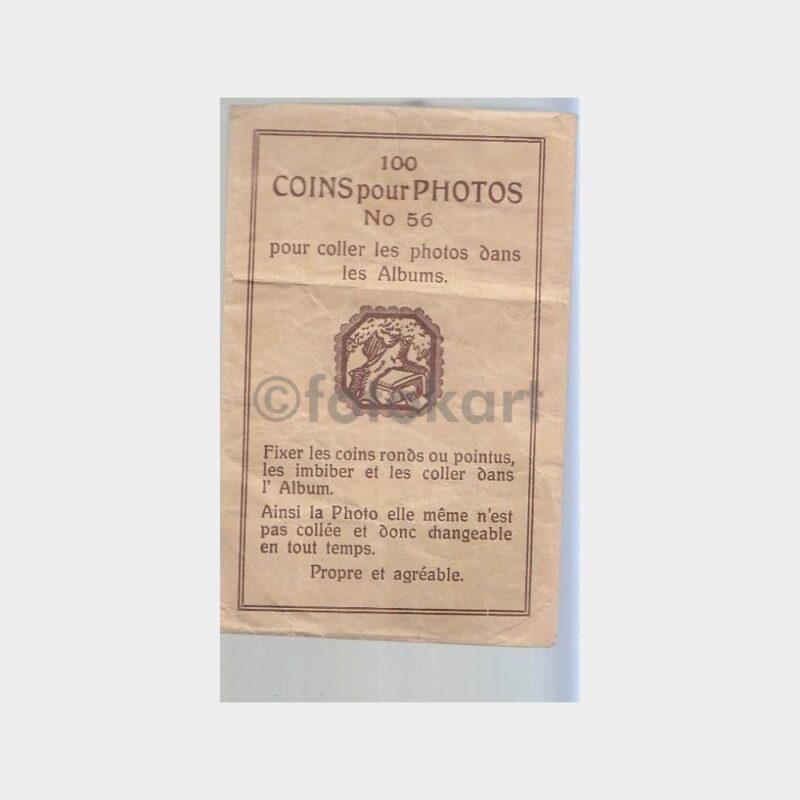 100
COINS pour PHOTOS
No 56
pour coller les photos dans
les Albums.
©fotokart
Fixer les coins ronds ou pointus,
les imbiber et les coller dans
l' Album.
Ainsi la Photo elle même n'est
pas collée et donc changeable
en tout temps.
Propre et agréable.